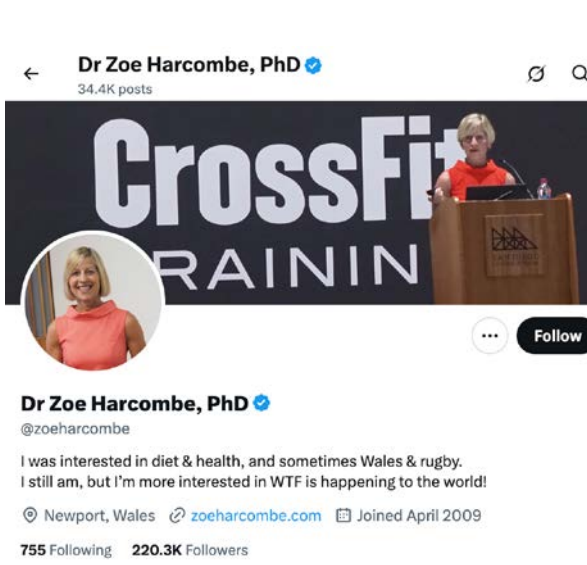 Dr Zoe Harcombe, PhD
34.4K posts
CrossFit
TRAINING
Follow
Dr Zoe Harcombe, PhD
@zoeharcombe
I was interested in diet & health, and sometimes Wales & rugby.
I still am, but I'm more interested in WTF is happening to the world!
Newport, Wales zoeharcombe.com Joined April 2009
755 Following 220.3K Followers